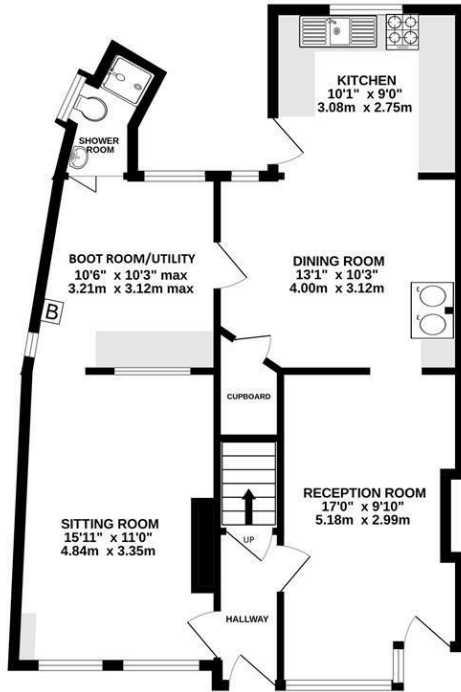 KITCHEN
10'1" x 9'0"
3.08m x 2.75m
SHOWER
ROOM
BOOT ROOM/UTILITY
10'6" x 10'3" max
3.21m x 3.12m max
DINING ROOM
13'1" x 10'3"
4.00m x 3.12m
B
CUPBOARD
RECEPTION ROOM
17'0" x 9'10"
5.18m x 2.99m
SITTING ROOM
15'11" x 11'0"
4.84m x 3.35m
UP
HALLWAY